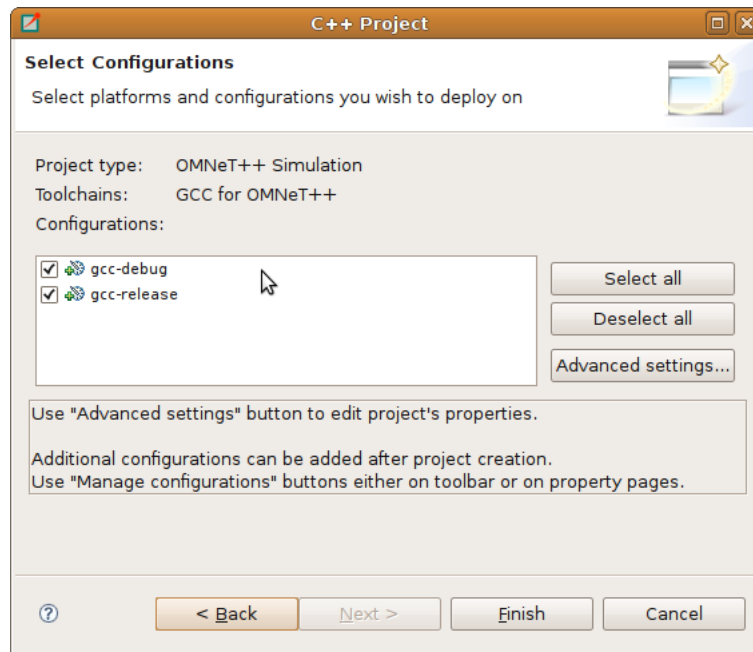 C++ Project
Select Configurations
Select platforms and configurations you wish to deploy on
Project type: OMNeT++ Simulation
Toolchains: GCC for OMNeT++
Configurations:
gcc-debug
gcc-release
Select all
Deselect all
Advanced settings...
Use "Advanced settings" button to edit project's properties.
Additional configurations can be added after project creation.
Use "Manage configurations" buttons either on toolbar or on property pages.
?
< Back
Next >
Finish
Cancel